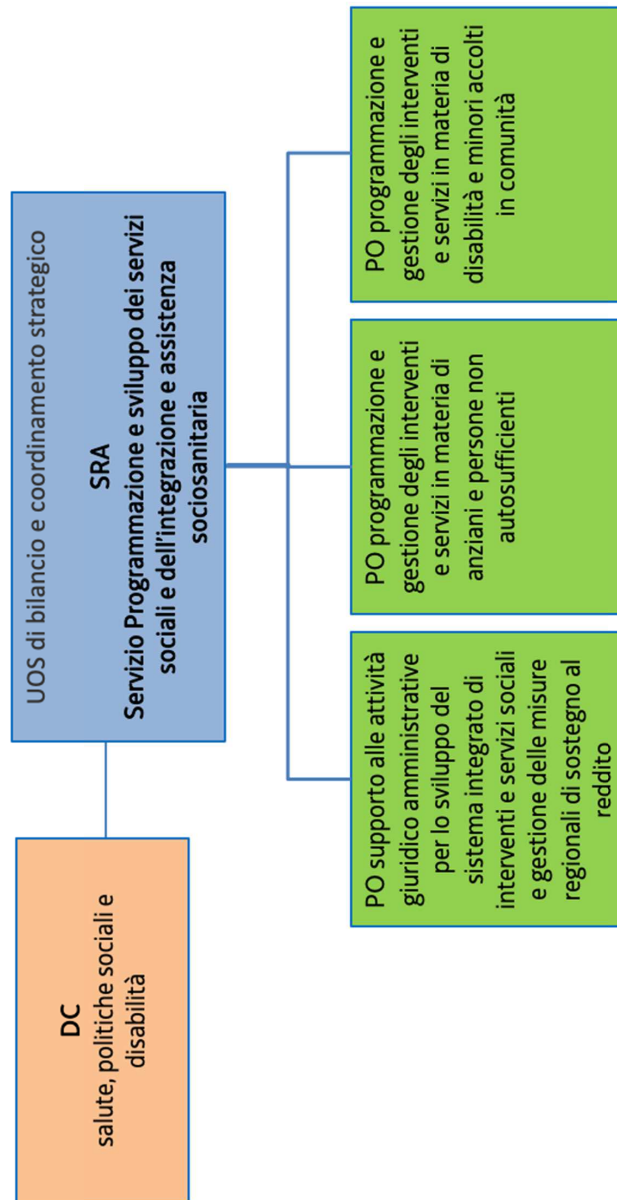 DC
salute, politiche sociali e
disabilità
UOS di bilancio e coordinamento strategico
SRA
Servizio Programmazione e sviluppo dei servizi
sociali e dell'integrazione e assistenza
sociosanitaria
PO supporto alle attività
giuridico amministrative
per lo sviluppo del
sistema integrato di
interventi e servizi sociali
e gestione delle misure
regionali di sostegno al
reddito
PO programmazione e
gestione degli interventi
e servizi in materia di
anziani e persone non
autosufficienti
PO programmazione e
gestione degli interventi
e servizi in materia di
disabilità e minori accolti
in comunità